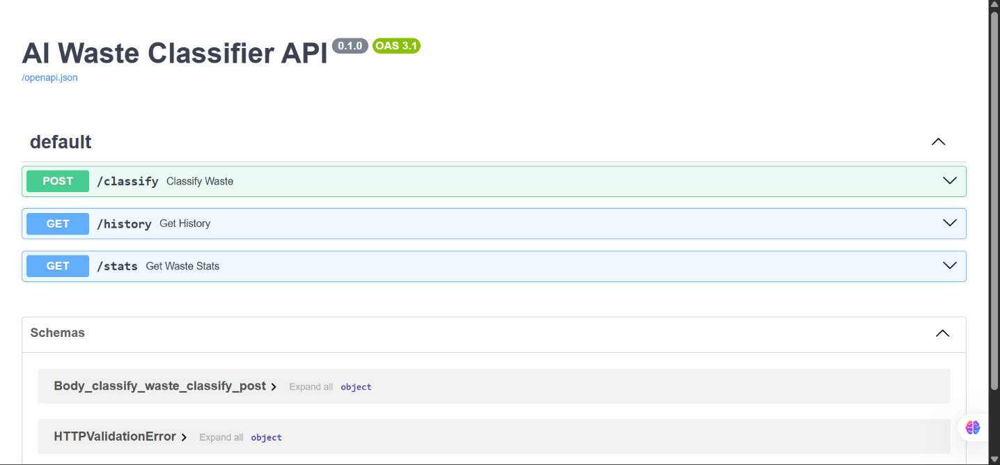 AI Waste Classifier API 0.1.0 OAS 3.1
/openapi.json
default
POST /classify Classify Waste
GET /history Get History
GET /stats Get Waste Stats
Schemas
Body_classify_waste_classify_post Expand all object
HTTPValidationError Expand all object